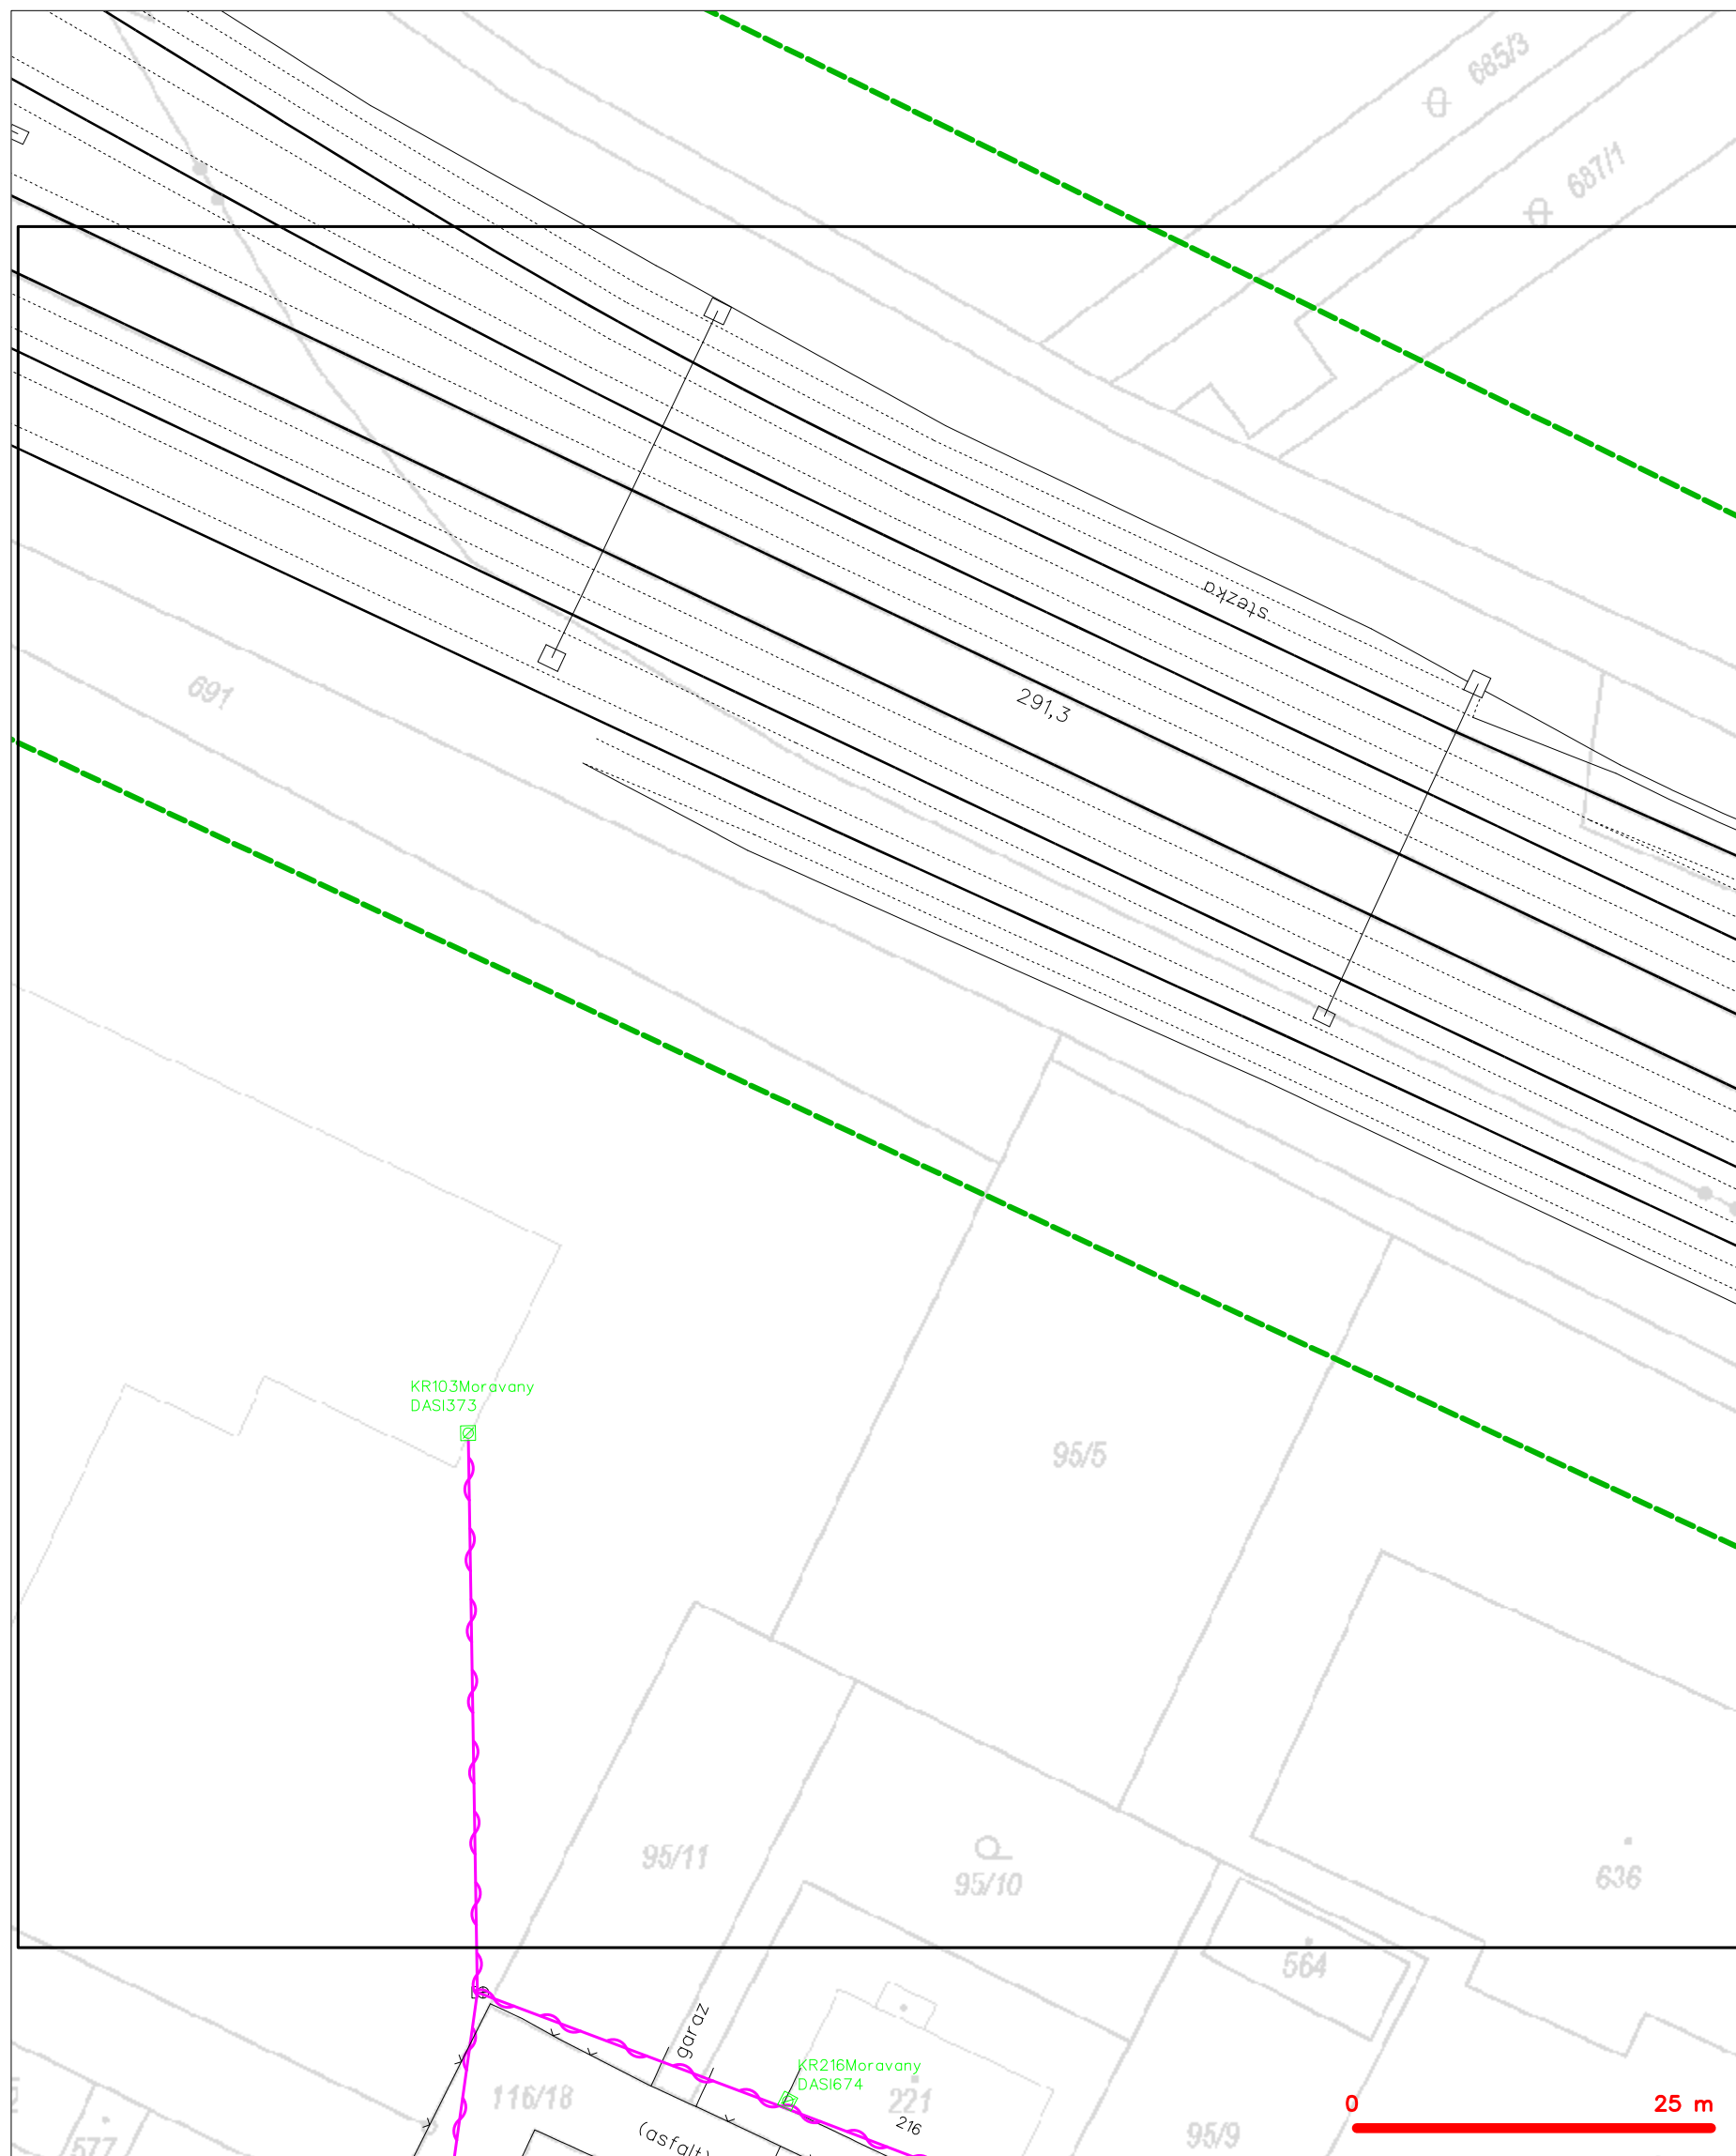 685/3
687/1
stezka
291,3
691
KR103Moravany
DASI373
95/5
95/11
95/10
636
564
garaz
KR216Moravany
DASI674
116/18
221
216
(asfalt)
95/9
577
0 25 m